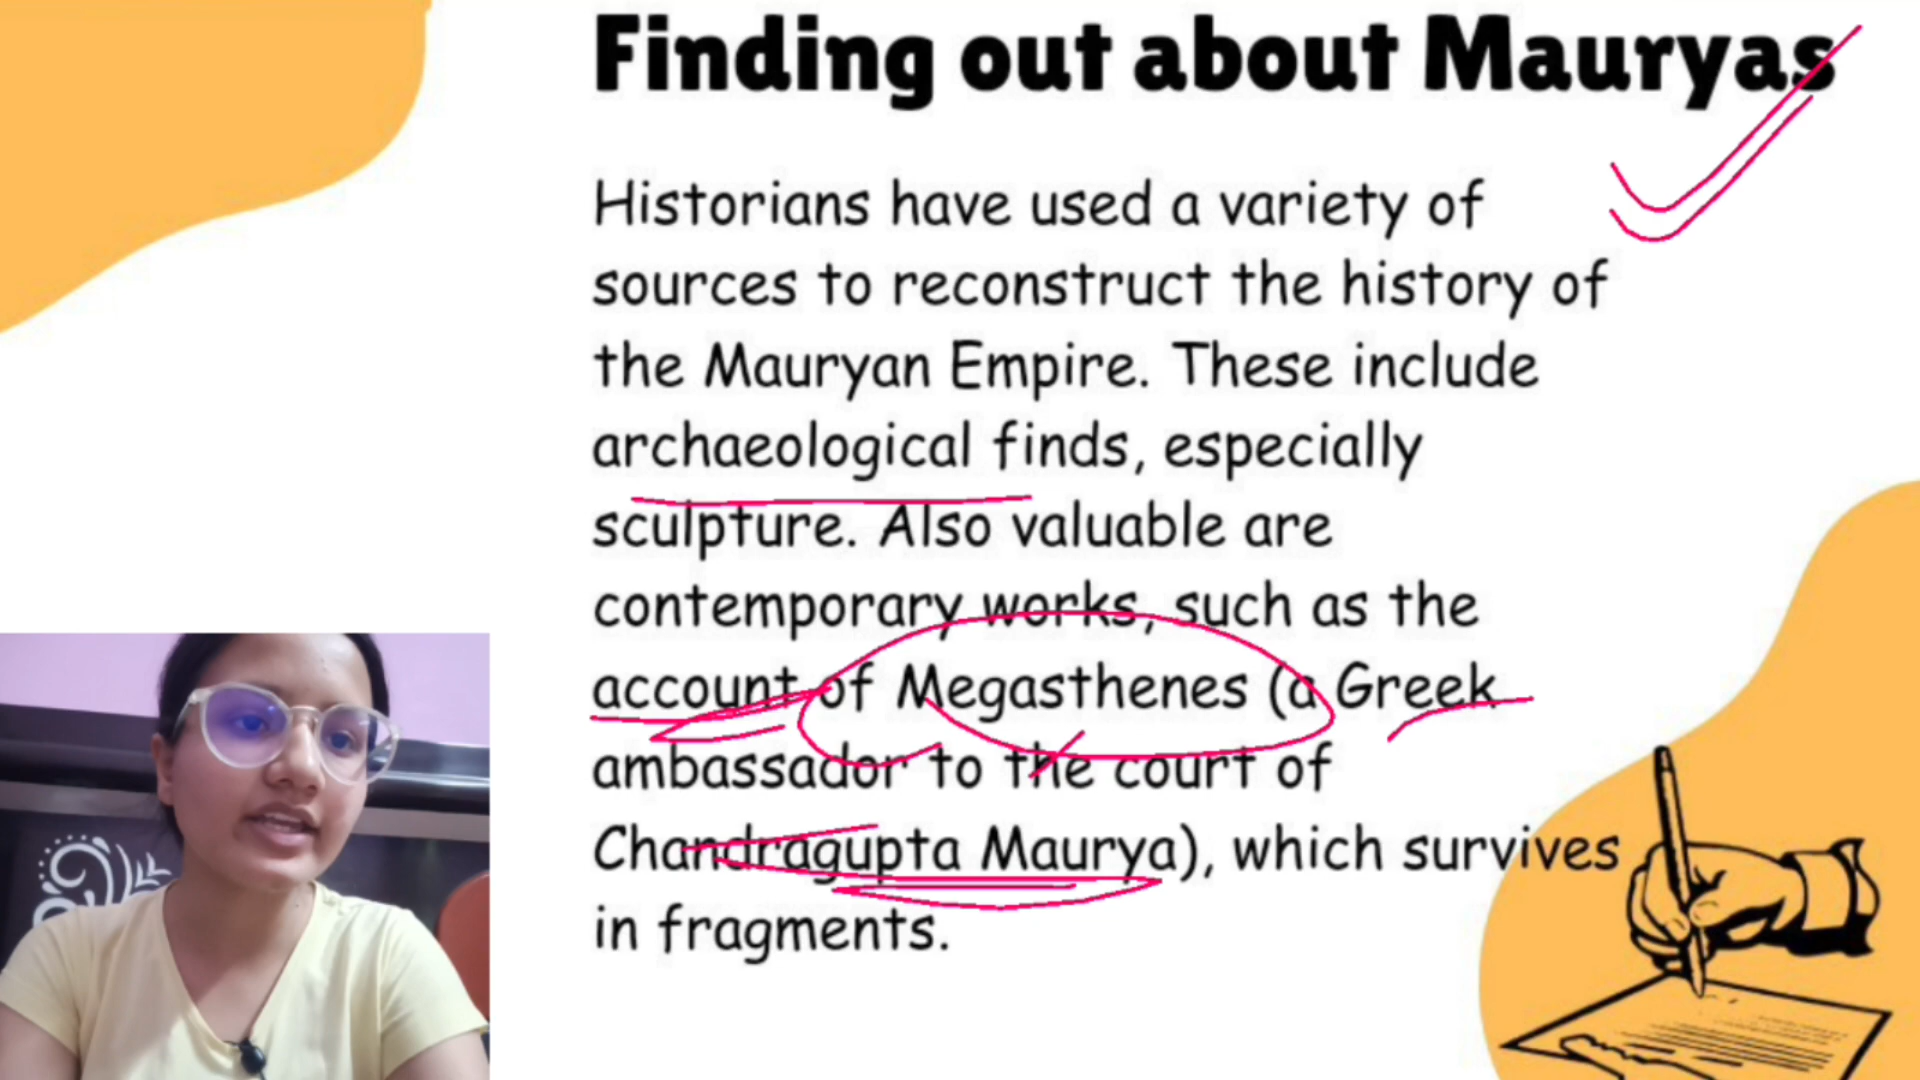 Finding out about Mauryas
Historians have used a variety of
sources to reconstruct the history of
the Mauryan Empire. These include
archaeological finds, especially
sculpture. Also valuable are
contemporary works, such as the
account of Megasthenes (a Greek
ambassador to the court of
Chandragupta Maurya), which survives
in fragments.